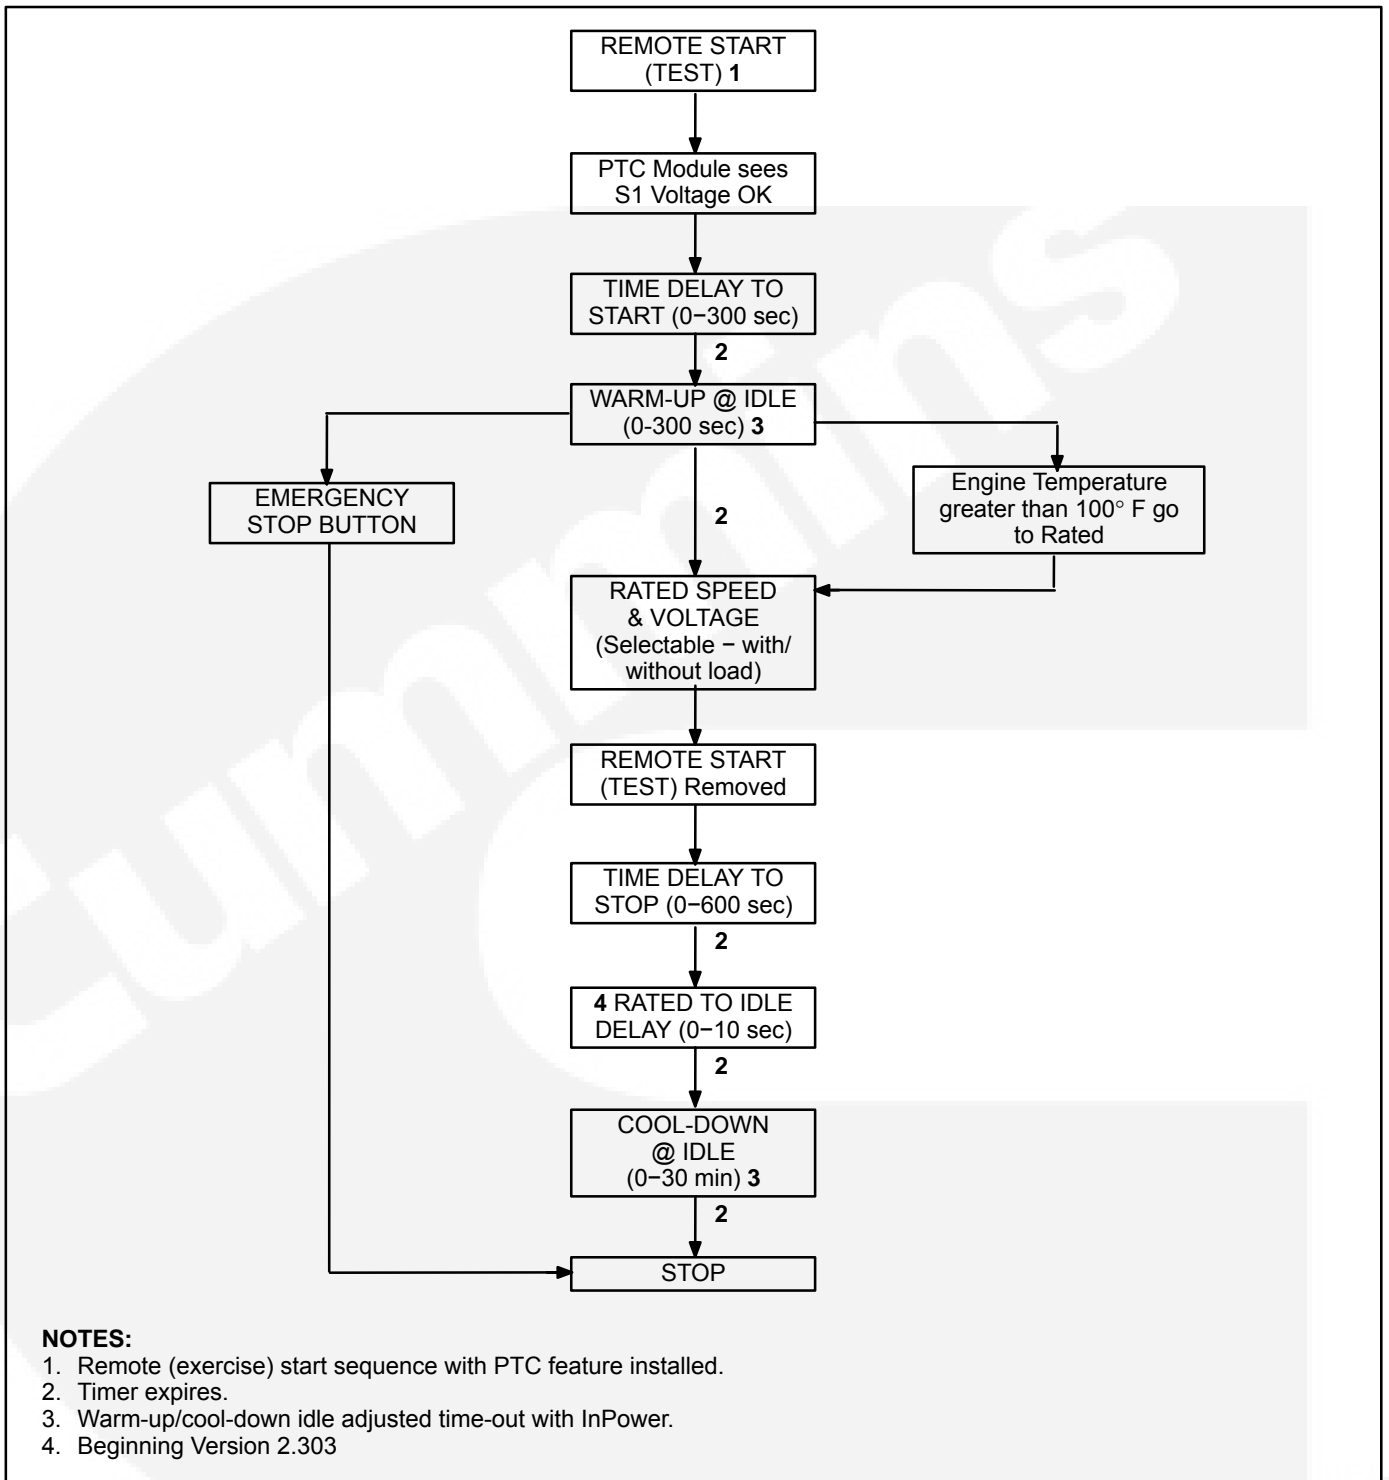 REMOTE START
(TEST) 1
PTC Module sees
S1 Voltage OK
TIME DELAY TO
START (0−300 sec)
2
WARM-UP @ IDLE
(0-300 sec) 3
EMERGENCY
STOP BUTTON
2
Engine Temperature
greater than 100° F go
to Rated
RATED SPEED
& VOLTAGE
(Selectable − with/
without load)
REMOTE START
(TEST) Removed
TIME DELAY TO
STOP (0−600 sec)
2
4 RATED TO IDLE
DELAY (0−10 sec)
2
COOL-DOWN
@ IDLE
(0−30 min) 3
2
STOP
NOTES:
1. Remote (exercise) start sequence with PTC feature installed.
2. Timer expires.
3. Warm-up/cool-down idle adjusted time-out with InPower.
4. Beginning Version 2.303
Cummins